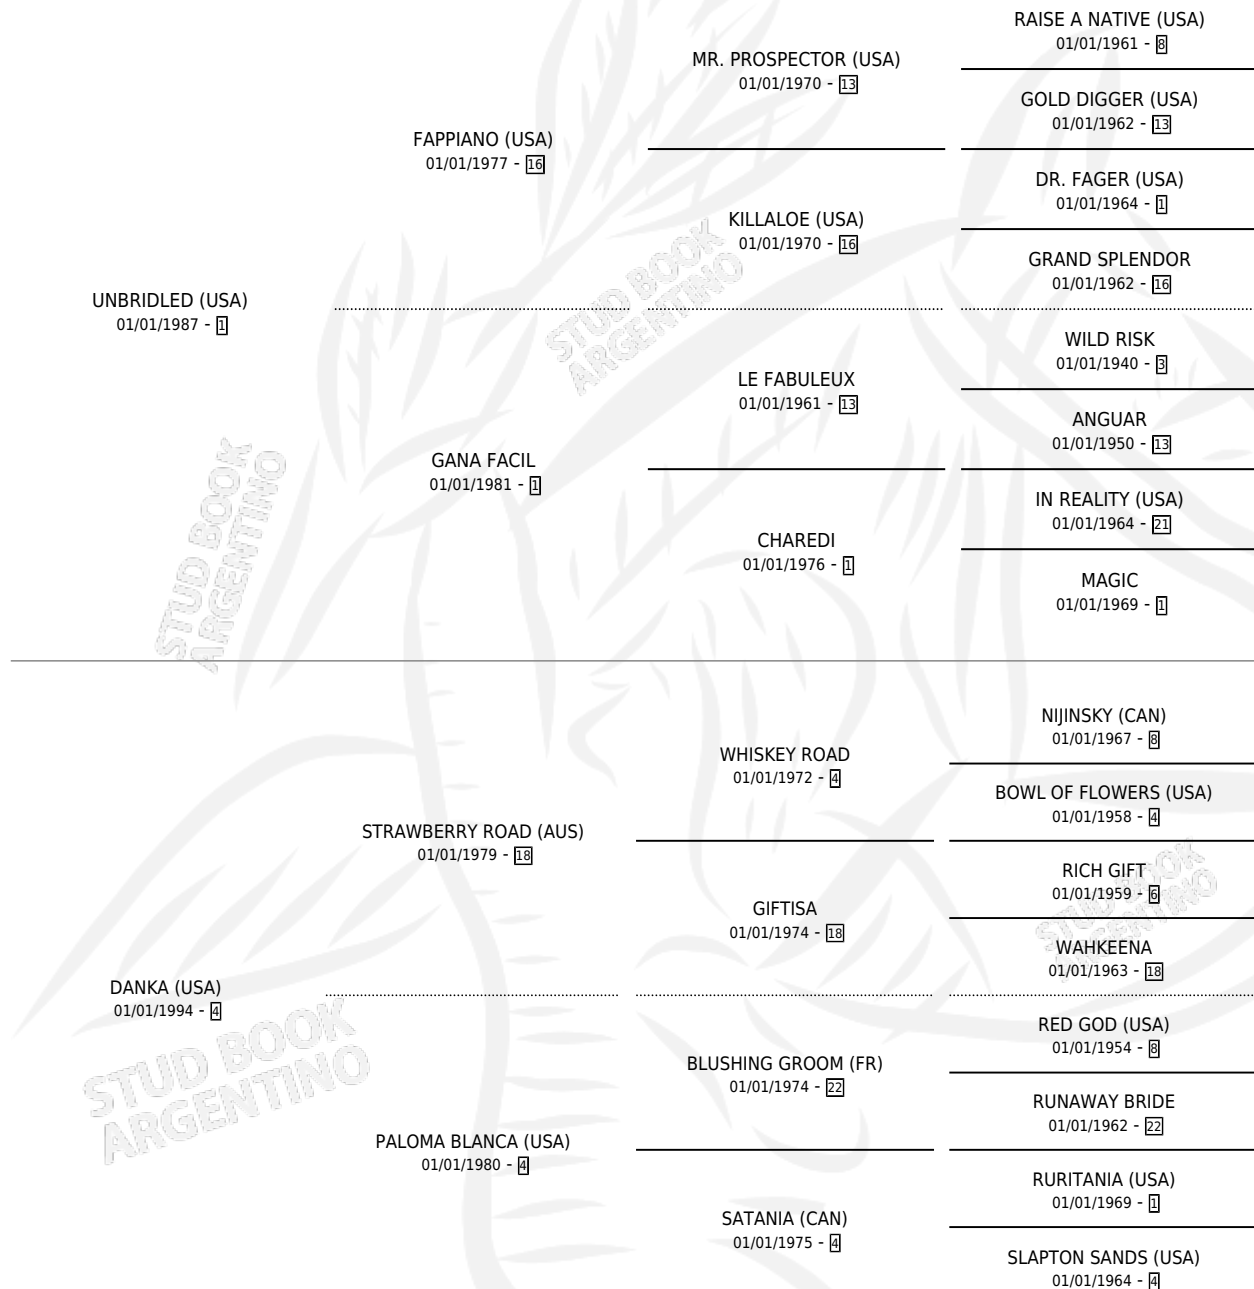 RAISE A NATIVE (USA)
01/01/1961 - 8
MR. PROSPECTOR (USA)
01/01/1970 - 13
GOLD DIGGER (USA)
01/01/1962 - 13
FAPPIANO (USA)
01/01/1977 - 16
DR. FAGER (USA)
01/01/1964 - 1
KILLALOE (USA)
01/01/1970 - 16
GRAND SPLENDOR
01/01/1962 - 16
UNBRIDLED (USA)
01/01/1987 - 1
WILD RISK
01/01/1940 - 3
LE FABULEUX
01/01/1961 - 13
ANGUAR
01/01/1950 - 13
GANA FACIL
01/01/1981 - 1
IN REALITY (USA)
01/01/1964 - 21
CHAREDI
01/01/1976 - 1
MAGIC
01/01/1969 - 1
NIJINSKY (CAN)
01/01/1967 - 8
WHISKEY ROAD
01/01/1972 - 4
BOWL OF FLOWERS (USA)
01/01/1958 - 4
STRAWBERRY ROAD (AUS)
01/01/1979 - 18
RICH GIFT
01/01/1959 - 6
GIFTISA
01/01/1974 - 18
WAHKEENA
01/01/1963 - 18
DANKA (USA)
01/01/1994 - 4
RED GOD (USA)
01/01/1954 - 8
BLUSHING GROOM (FR)
01/01/1974 - 22
RUNAWAY BRIDE
01/01/1962 - 22
PALOMA BLANCA (USA)
01/01/1980 - 4
RURITANIA (USA)
01/01/1969 - 1
SATANIA (CAN)
01/01/1975 - 4
SLAPTON SANDS (USA)
01/01/1964 - 4
STUD BOOK
ARGENTINO
STUD BOOK
ARGENTINO
STUD BOOK
ARGENTINO
STUD BOOK
ARGENTINO